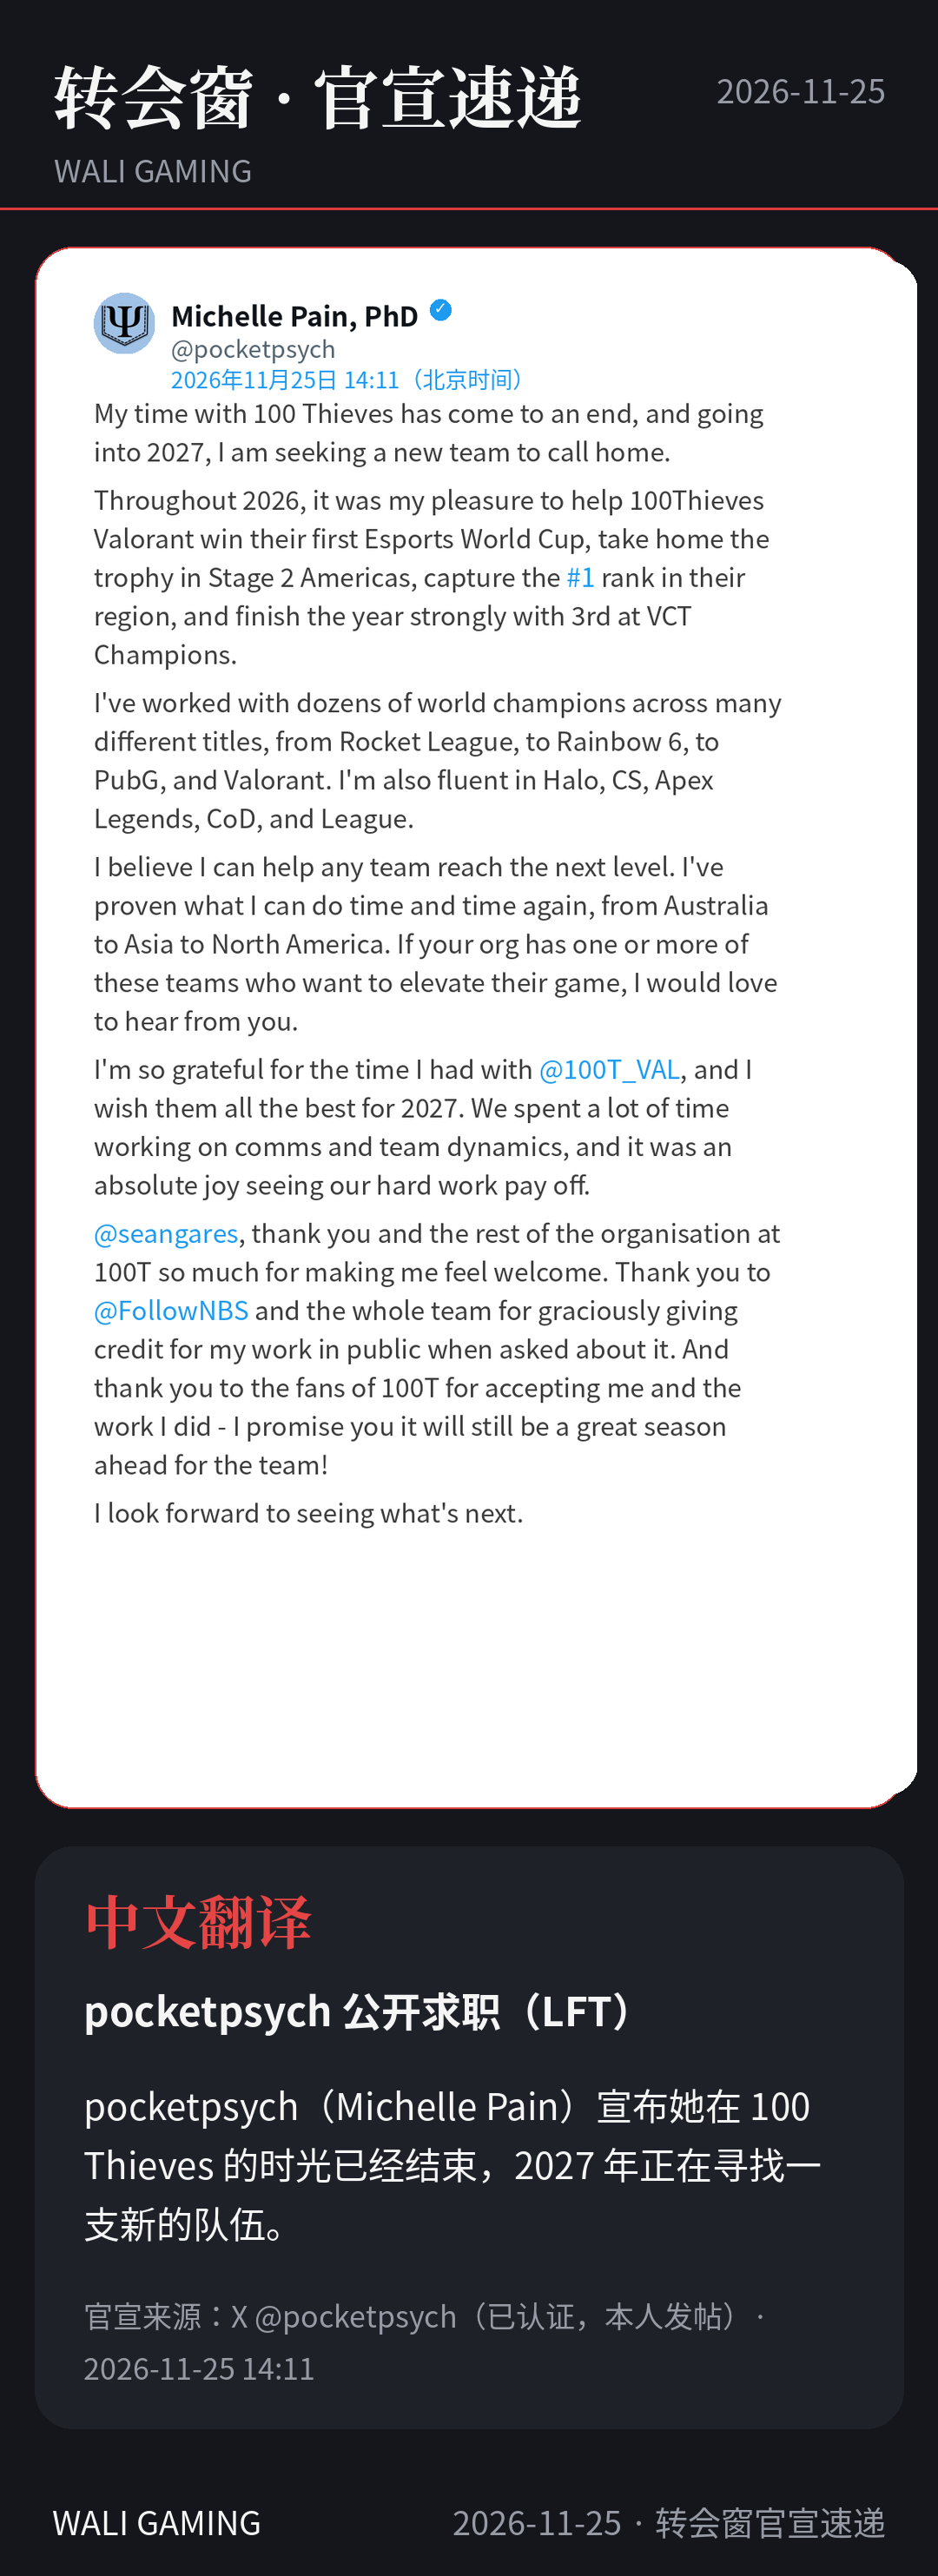 转会窗 · 官宣速递
2026-11-25
WALI GAMING
Michelle Pain, PhD
@pocketpsych
2026年11月25日 14:11（北京时间）
My time with 100 Thieves has come to an end, and going
into 2027, I am seeking a new team to call home.
Throughout 2026, it was my pleasure to help 100Thieves
Valorant win their first Esports World Cup, take home the
trophy in Stage 2 Americas, capture the #1 rank in their
region, and finish the year strongly with 3rd at VCT
Champions.
I've worked with dozens of world champions across many
different titles, from Rocket League, to Rainbow 6, to
PubG, and Valorant. I'm also fluent in Halo, CS, Apex
Legends, CoD, and League.
I believe I can help any team reach the next level. I've
proven what I can do time and time again, from Australia
to Asia to North America. If your org has one or more of
these teams who want to elevate their game, I would love
to hear from you.
I'm so grateful for the time I had with @100T_VAL, and I
wish them all the best for 2027. We spent a lot of time
working on comms and team dynamics, and it was an
absolute joy seeing our hard work pay off.
@seangares, thank you and the rest of the organisation at
100T so much for making me feel welcome. Thank you to
@FollowNBS and the whole team for graciously giving
credit for my work in public when asked about it. And
thank you to the fans of 100T for accepting me and the
work I did - I promise you it will still be a great season
ahead for the team!
I look forward to seeing what's next.
中文翻译
pocketpsych 公开求职（LFT）
pocketpsych（Michelle Pain）宣布她在 100
Thieves 的时光已经结束，2027 年正在寻找一
支新的队伍。
官宣来源：X @pocketpsych（已认证，本人发帖） ·
2026-11-25 14:11
WALI GAMING
2026-11-25 · 转会窗官宣速递